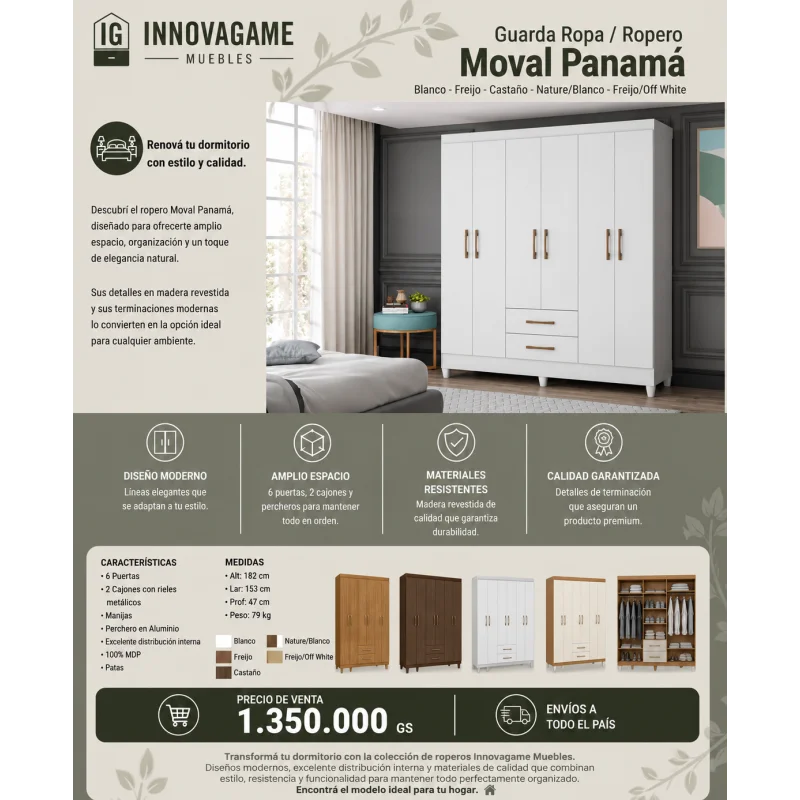 IG INNOVAGAME
MUEBLES
Guarda Ropa / Ropero
Moval Panamá
Blanco - Freijo - Castaño - Nature/Blanco - Freijo/Off White
Renová tu dormitorio
con estilo y calidad.
Descubrí el ropero Moval Panamá,
diseñado para ofrecerte amplio
espacio, organización y un toque
de elegancia natural.
Sus detalles en madera revestida
y sus terminaciones modernas
lo convierten en la opción ideal
para cualquier ambiente.
DISEÑO MODERNO
Líneas elegantes que
se adaptan a tu estilo.
AMPLIO ESPACIO
6 puertas, 2 cajones y
percheros para mantener
todo en orden.
MATERIALES
RESISTENTES
Madera revestida de
calidad que garantiza
durabilidad.
CALIDAD GARANTIZADA
Detalles de terminación
que aseguran un
producto premium.
CARACTERÍSTICAS
• 6 Puertas
• 2 Cajones con rieles
metálicos
• Manijas
• Perchero en Aluminio
• Excelente distribución interna
• 100% MDP
• Patas
MEDIDAS
• Alt: 182 cm
• Lar: 153 cm
• Prof: 47 cm
• Peso: 79 kg
Blanco
Nature/Blanco
Freijo
Freijo/Off White
Castaño
PRECIO DE VENTA
1.350.000 GS
ENVÍOS A
TODO EL PAÍS
Transformá tu dormitorio con la colección de roperos Innovagame Muebles.
Diseños modernos, excelente distribución interna y materiales de calidad que combinan
estilo, resistencia y funcionalidad para mantener todo perfectamente organizado.
Encontrá el modelo ideal para tu hogar.